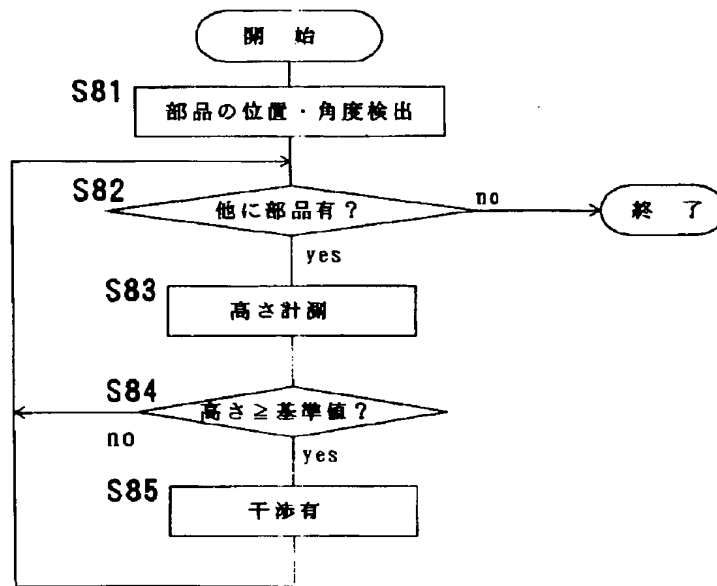 開始
S81
部品の位置・角度検出
S82
他に部品有？
no
終了
yes
S83
高さ計測
S84
高さ≧基準値？
no
yes
S85
干渉有